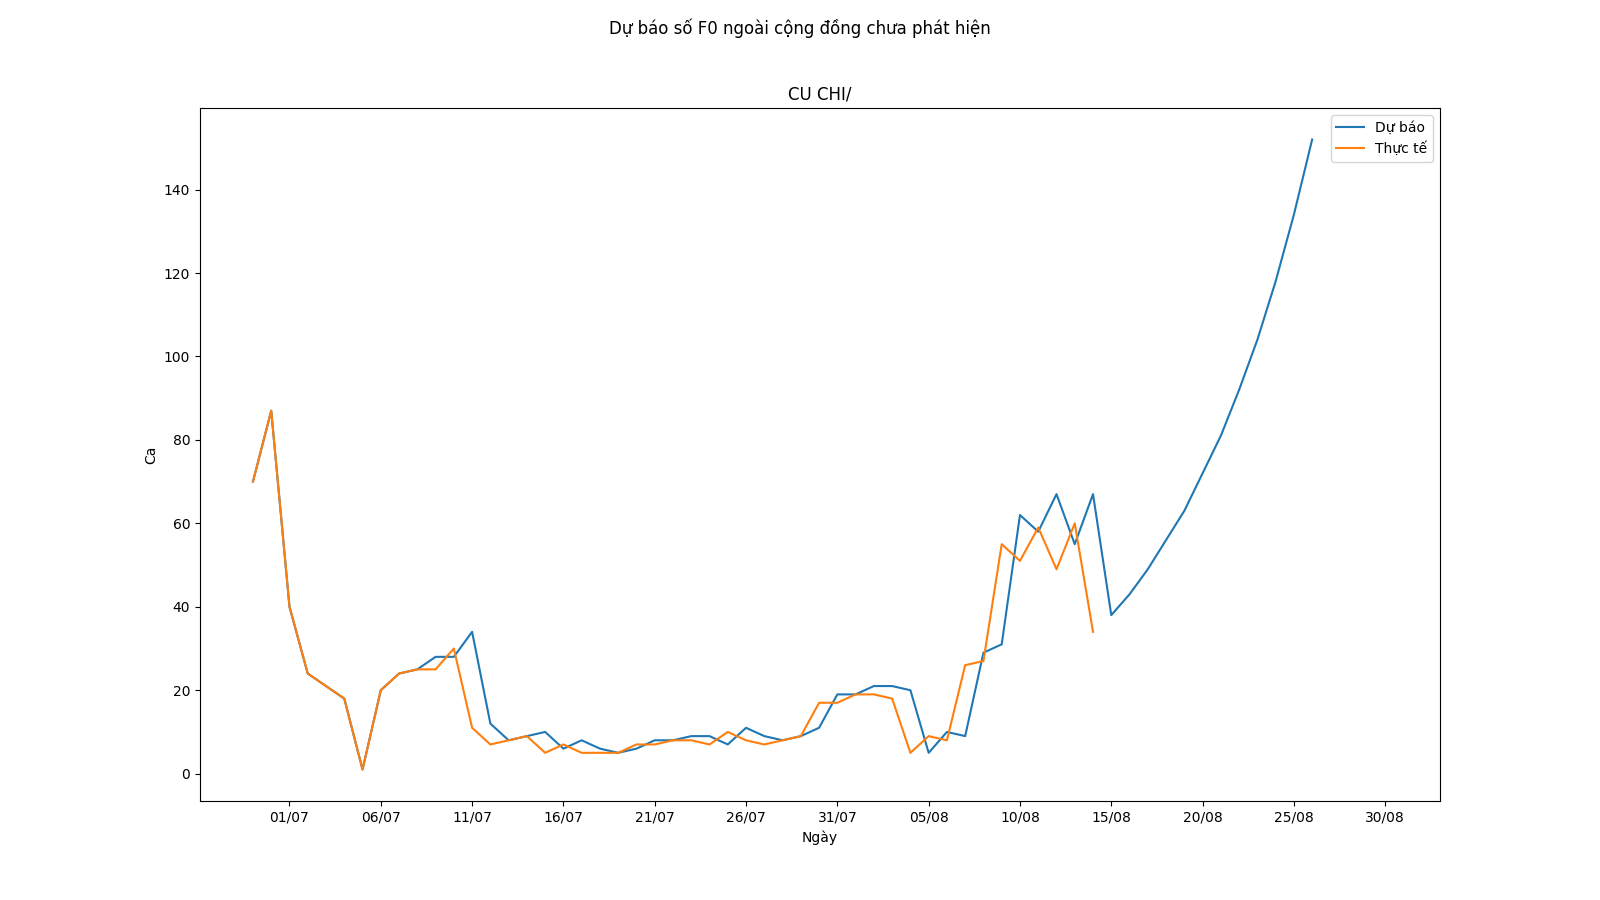 Dự báo số F0 ngoài cộng đồng chưa phát hiện
CU CHI/
Dự báo
Thực tế
140
120
100
80
60
40
20
0
Ca
01/07 06/07 11/07 16/07 21/07 26/07 31/07 05/08 10/08 15/08 20/08 25/08 30/08
Ngày